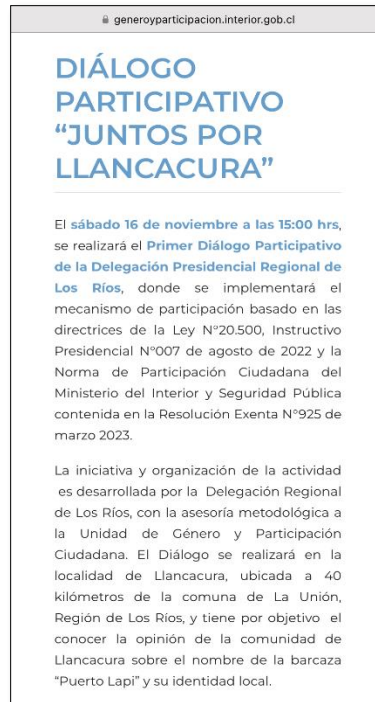 generoyparticipacion.interior.gob.cl
DIÁLOGO
PARTICIPATIVO
“JUNTOS POR
LLANCACURA”
El sábado 16 de noviembre a las 15:00 hrs,
se realizará el Primer Diálogo Participativo
de la Delegación Presidencial Regional de
Los Ríos, donde se implementará el
mecanismo de participación basado en las
directrices de la Ley N°20.500, Instructivo
Presidencial N°007 de agosto de 2022 y la
Norma de Participación Ciudadana del
Ministerio del Interior y Seguridad Pública
contenida en la Resolución Exenta N°925 de
marzo 2023.
La iniciativa y organización de la actividad
es desarrollada por la Delegación Regional
de Los Ríos, con la asesoría metodológica a
la Unidad de Género y Participación
Ciudadana. El Diálogo se realizará en la
localidad de Llancacura, ubicada a 40
kilómetros de la comuna de La Unión,
Región de Los Ríos, y tiene por objetivo el
conocer la opinión de la comunidad de
Llancacura sobre el nombre de la barcaza
“Puerto Lapi” y su identidad local.